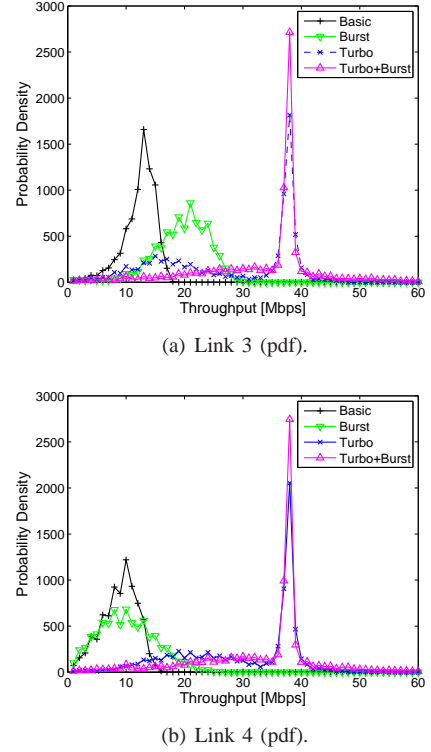 3000
2500
2000
1500
1000
500
0
Probability Density
0 10 20 30 40 50 60
Throughput [Mbps]
Basic
Burst
Turbo
Turbo+Burst
(a) Link 3 (pdf).
3000
2500
2000
1500
1000
500
0
Probability Density
0 10 20 30 40 50 60
Throughput [Mbps]
Basic
Burst
Turbo
Turbo+Burst
(b) Link 4 (pdf).